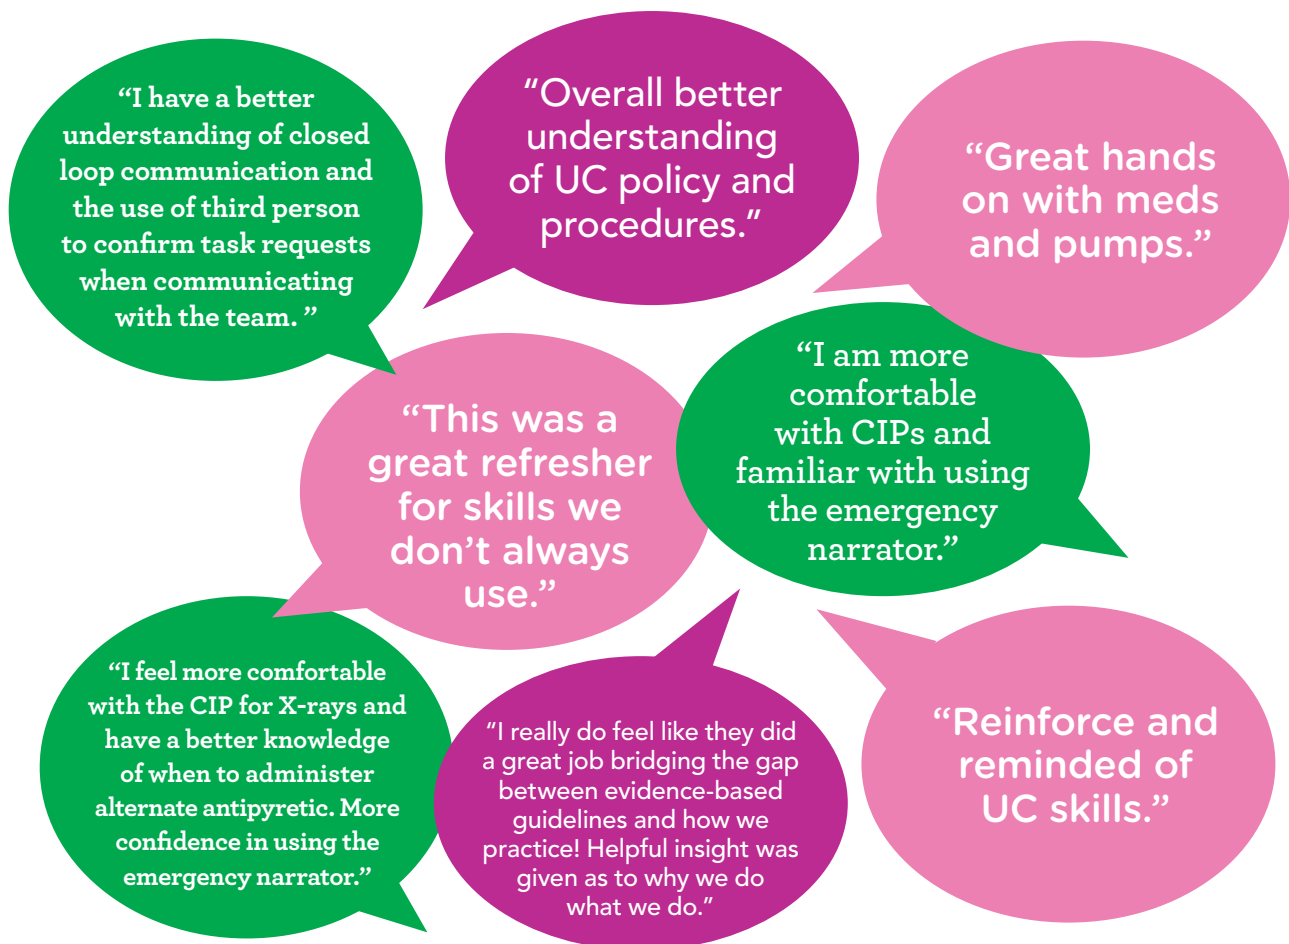 “I have a better
understanding of closed
loop communication and
the use of third person
to confirm task requests
when communicating
with the team. ”
“Overall better
understanding
of UC policy and
procedures.”
“Great hands
on with meds
and pumps.”
“This was a
great refresher
for skills we
don’t always
use.”
“I am more
comfortable
with CIPs and
familiar with using
the emergency
narrator.”
“I feel more comfortable
with the CIP for X-rays and
have a better knowledge
of when to administer
alternate antipyretic. More
confidence in using the
emergency narrator.”
“I really do feel like they did
a great job bridging the gap
between evidence-based
guidelines and how we
practice! Helpful insight was
given as to why we do
what we do.”
“Reinforce and
reminded of
UC skills.”